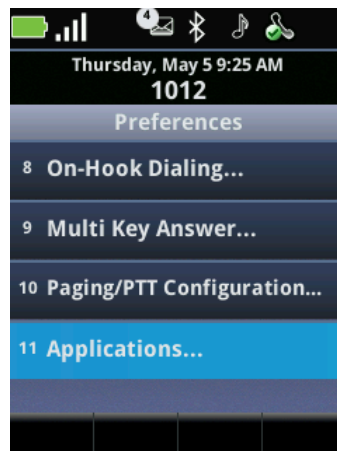 4
Thursday, May 5 9:25 AM
1012
Preferences
8 On-Hook Dialing...
9 Multi Key Answer...
10 Paging/PTT Configuration...
11 Applications...